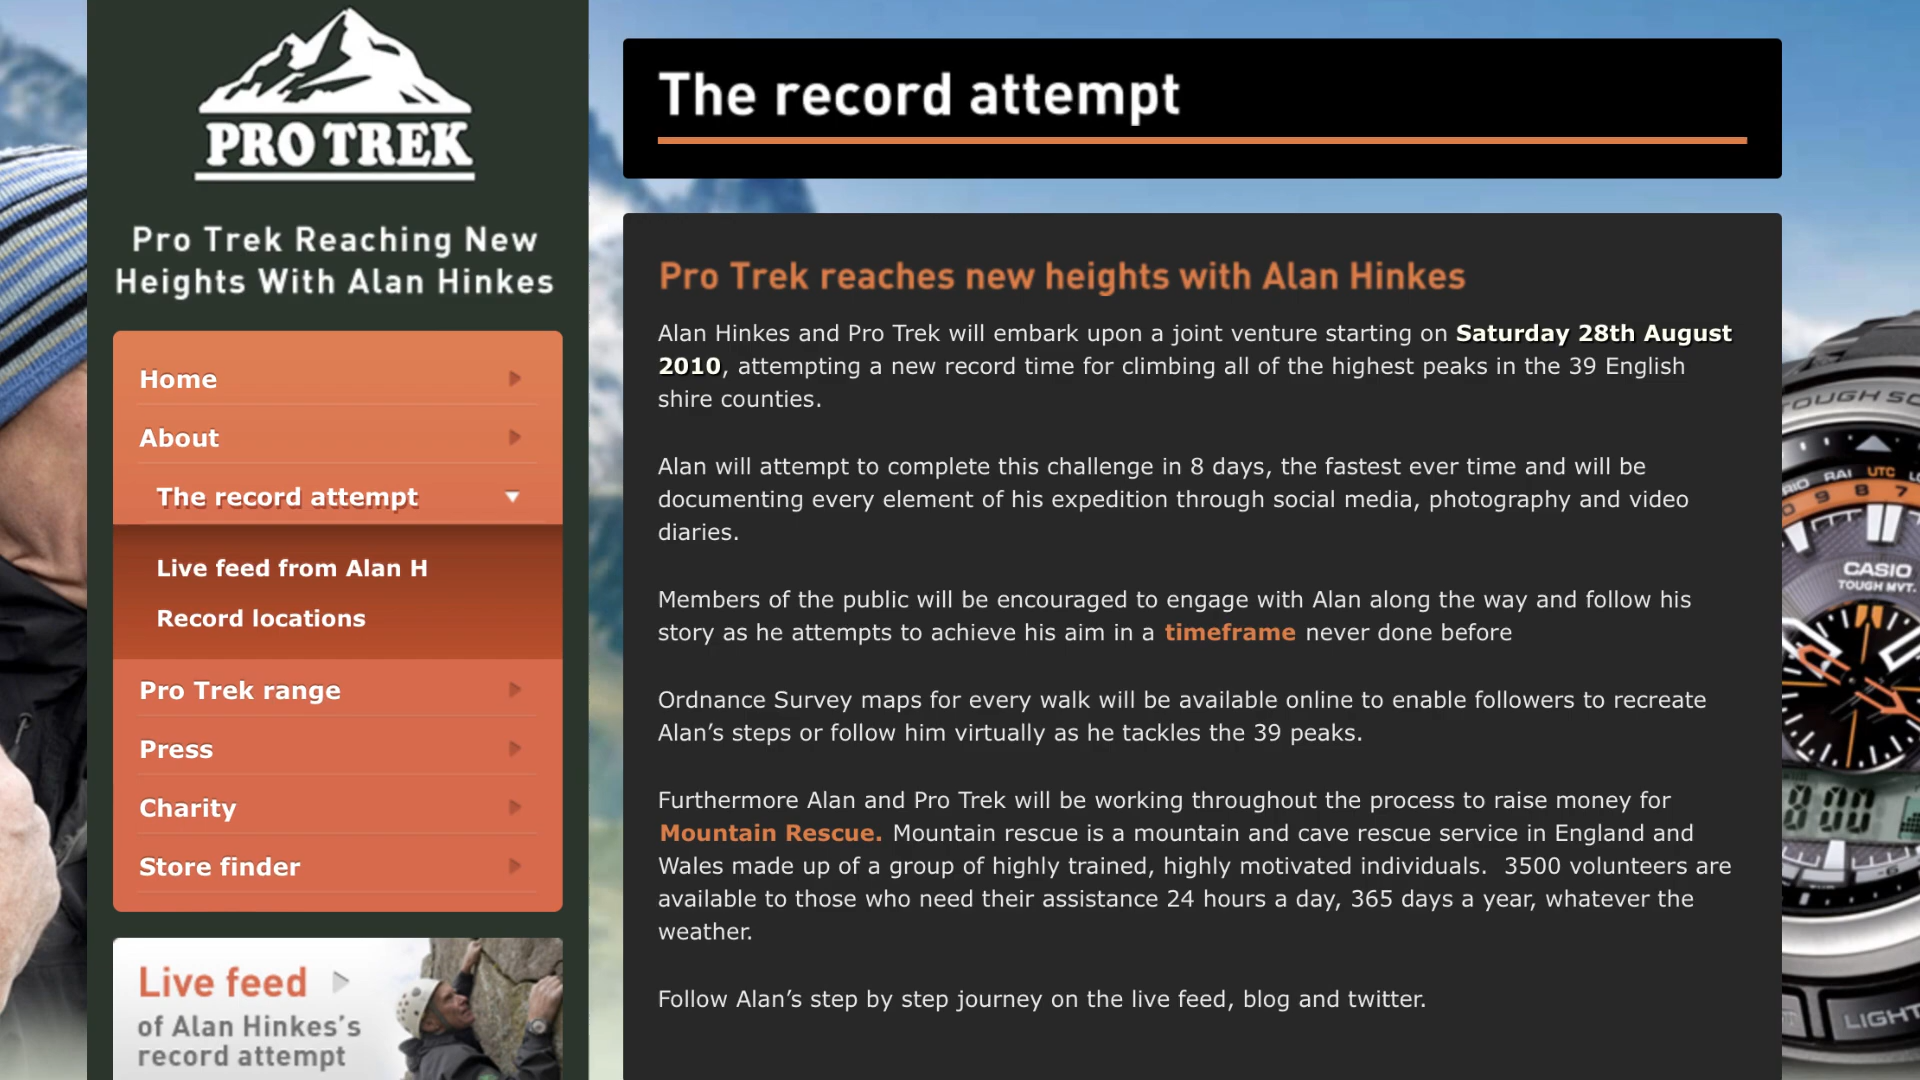 PRO TREK
Pro Trek Reaching New
Heights With Alan Hinkes
Home
About
The record attempt
Live feed from Alan H
Record locations
Pro Trek range
Press
Charity
Store finder
Live feed
of Alan Hinkes's
record attempt
The record attempt
Pro Trek reaches new heights with Alan Hinkes
Alan Hinkes and Pro Trek will embark upon a joint venture starting on Saturday 28th August
2010, attempting a new record time for climbing all of the highest peaks in the 39 English
shire counties.
Alan will attempt to complete this challenge in 8 days, the fastest ever time and will be
documenting every element of his expedition through social media, photography and video
diaries.
Members of the public will be encouraged to engage with Alan along the way and follow his
story as he attempts to achieve his aim in a timeframe never done before
Ordnance Survey maps for every walk will be available online to enable followers to recreate
Alan’s steps or follow him virtually as he tackles the 39 peaks.
Furthermore Alan and Pro Trek will be working throughout the process to raise money for
Mountain Rescue. Mountain rescue is a mountain and cave rescue service in England and
Wales made up of a group of highly trained, highly motivated individuals.  3500 volunteers are
available to those who need their assistance 24 hours a day, 365 days a year, whatever the
weather.
Follow Alan’s step by step journey on the live feed, blog and twitter.
RAI UTC
9 8 7
CASIO
TOUGH MVT.
LIGHT